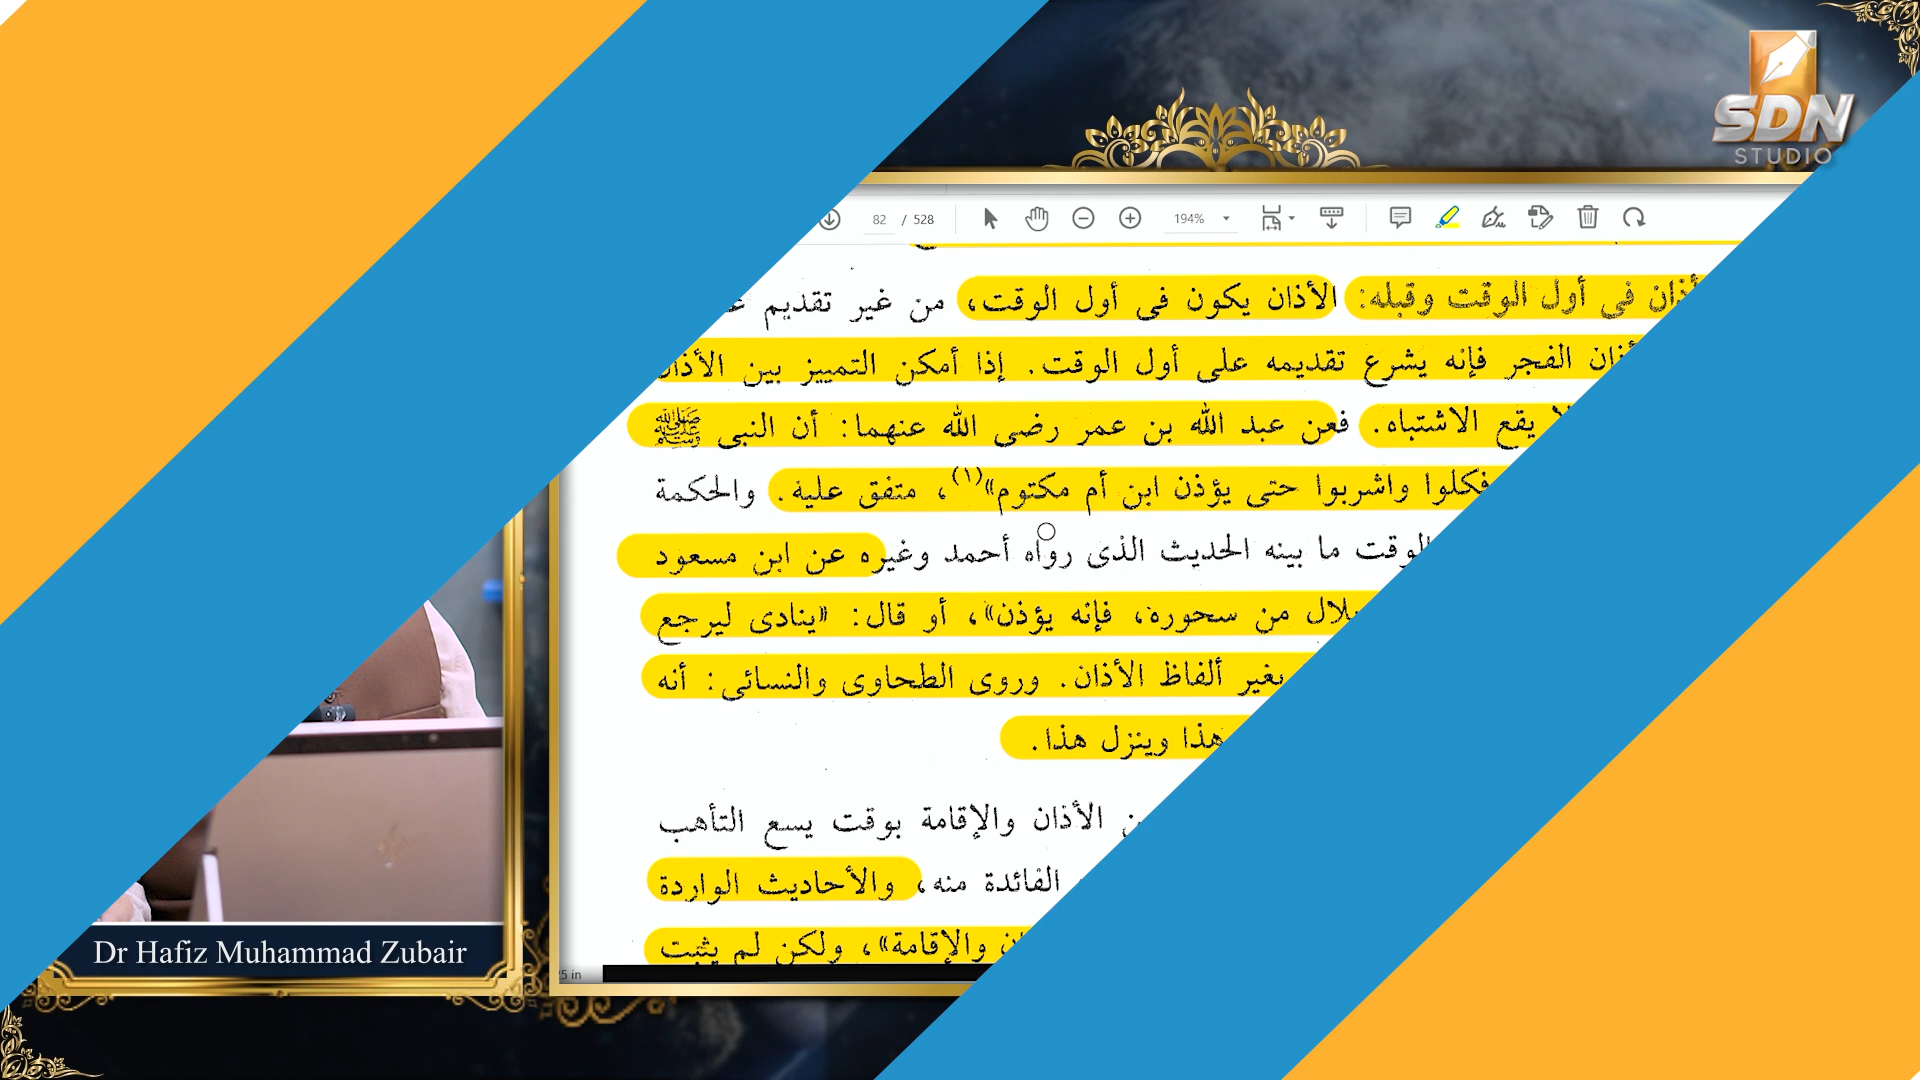 SDN
STUDIO
82 / 528
194%
أذان فى أول الوقت وقبله: الأذان يكون فى أول الوقت، من غير تقديم
الفجر فإنه يشرع تقديمه على أول الوقت. إذا أمكن التمييز بين
يقع الاشتباه. فعن عبد الله بن عمر رضى الله عنهما: أن النبى ﷺ
فكلوا واشربوا حتى يؤذن ابن أم مكتوم»(١)، متفق علية. والحكمة
الوقت ما بينه الحديث الذى رواه أحمد وغيره عن ابن مسعود
من سحوره، فإنه يؤذن»، أو قال: «ينادى ليرجع
بغير ألفاظ الأذان. وروى الطحاوى والنسائى: أنه
هذا وينزل هذا.
الأذان والإقامة بوقت يسع التأهب
الفائدة منه، والأحاديث الواردة
والإقامة»، ولكن لم يثبت
5 in
Dr Hafiz Muhammad Zubair